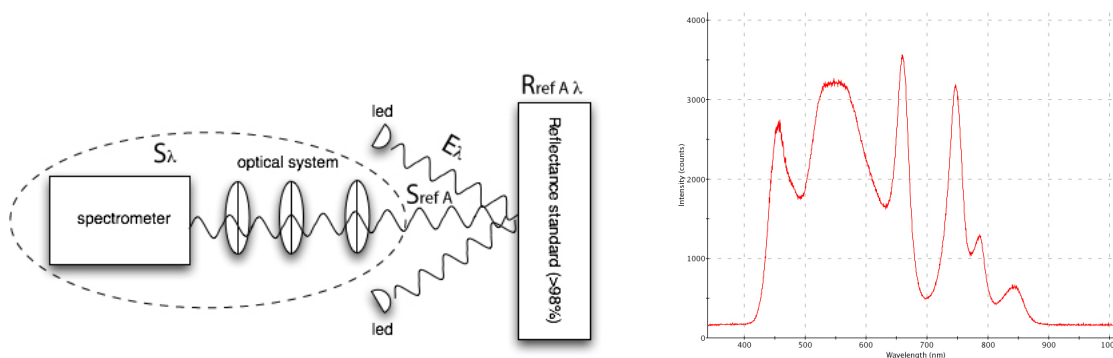 led
Eλ
Rref A λ
Sλ
optical system
spectrometer
Sref A
Reflectance standard (>98%)
led
Intensity (counts)
4000
3000
2000
1000
0
400
500
600
700
800
900
Wavelength (nm)